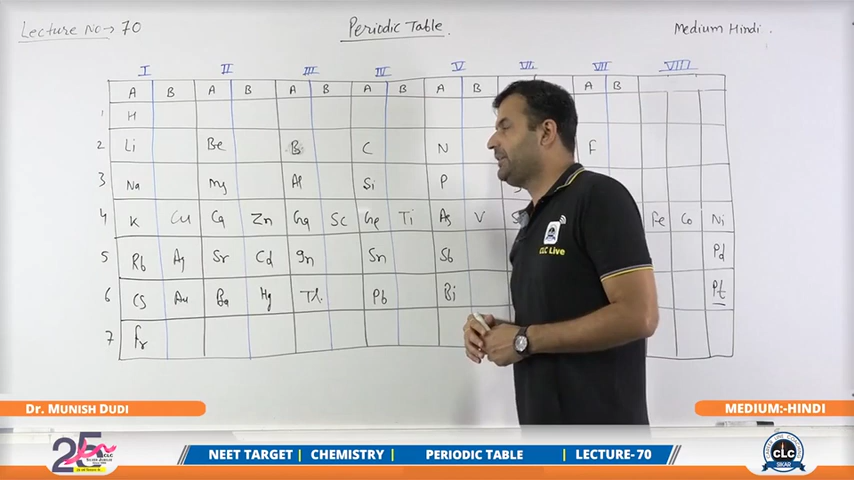 Lecture No → 70 Periodic Table Medium Hindi.
I II III IV V VI VII VIII
A B A B A B A B A B A A B
1 H
2 Li Be B C N F
3 Na Mg Al Si P
4 K Cu Ca Zn Ga Sc Ge Ti As V Fe Co Ni
5 Rb Ag Sr Cd In Sn Sb Pd
6 Cs Au Ba Hg Tl Pb Bi Pt
7 Fr
CLC Live
Dr. MUNISH DUDI MEDIUM:-HINDI
25 CLC
NEET TARGET | CHEMISTRY | PERIODIC TABLE | LECTURE- 70
CLC
SIKAR